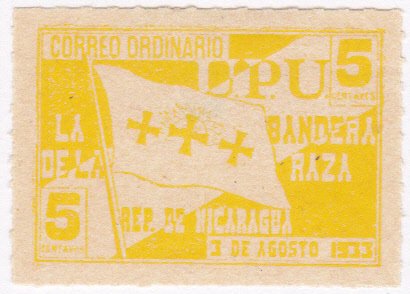 CORREO ORDINARIO
U.P.U 5
CENTAVOS
LA BANDERA
DE LA RAZA
5
CENTAVOS
REP. DE NICARAGUA
3 DE AGOSTO 1933